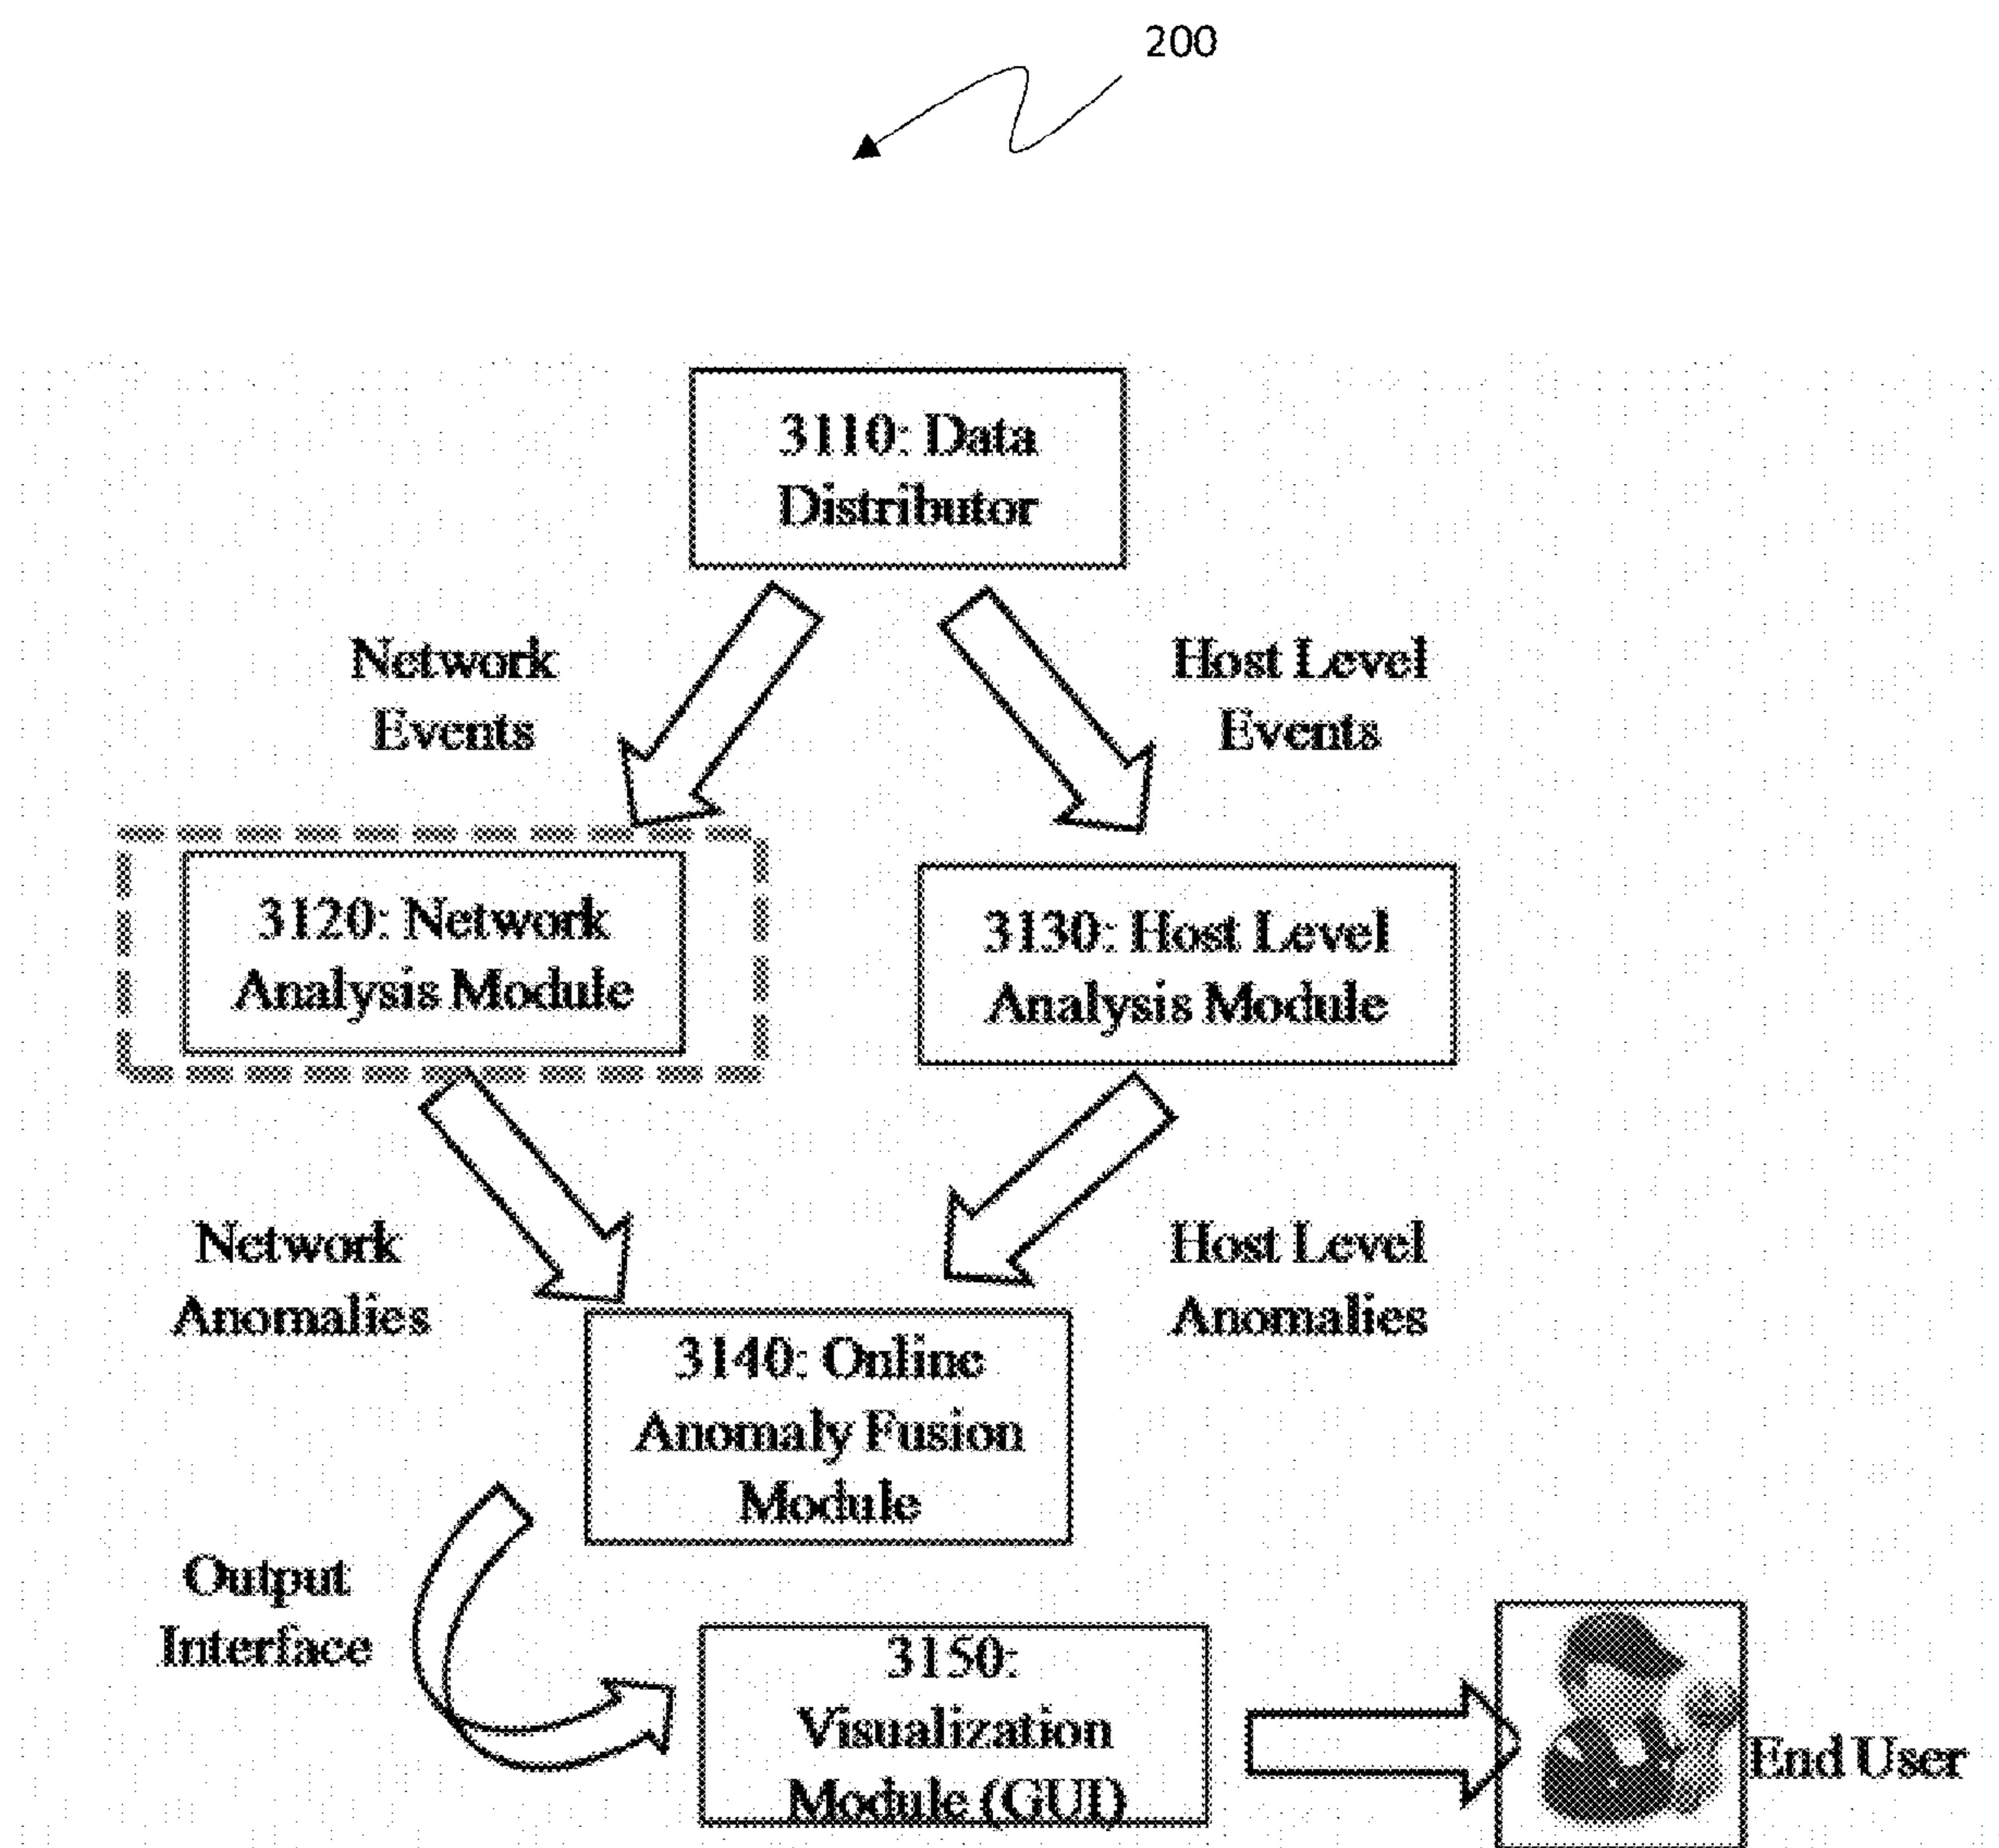 200
3110: Data
Distributor
Network
Events
Host Level
Events
3120: Network
Analysis Module
3130: Host Level
Analysis Module
Network
Anomalies
Host Level
Anomalies
3140: Online
Anomaly Fusion
Module
Output
Interface
3150:
Visualization
Module (GUI)
End User